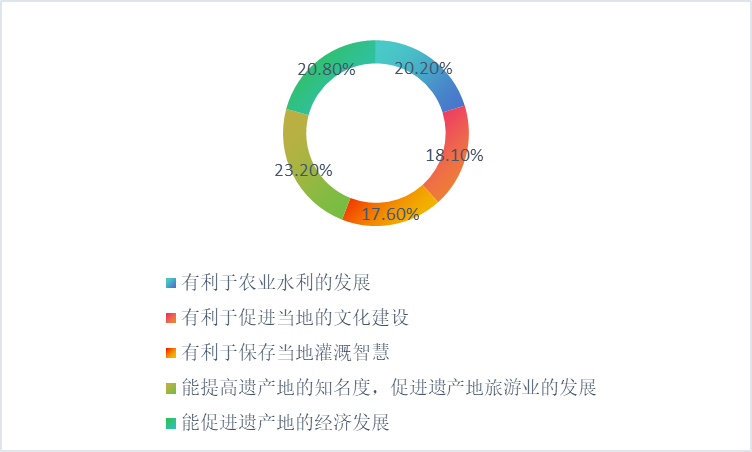 20.80%
20.20%
18.10%
23.20%
17.60%
有利于农业水利的发展
有利于促进当地的文化建设
有利于保存当地灌溉智慧
能提高遗产地的知名度，促进遗产地旅游业的发展
能促进遗产地的经济发展